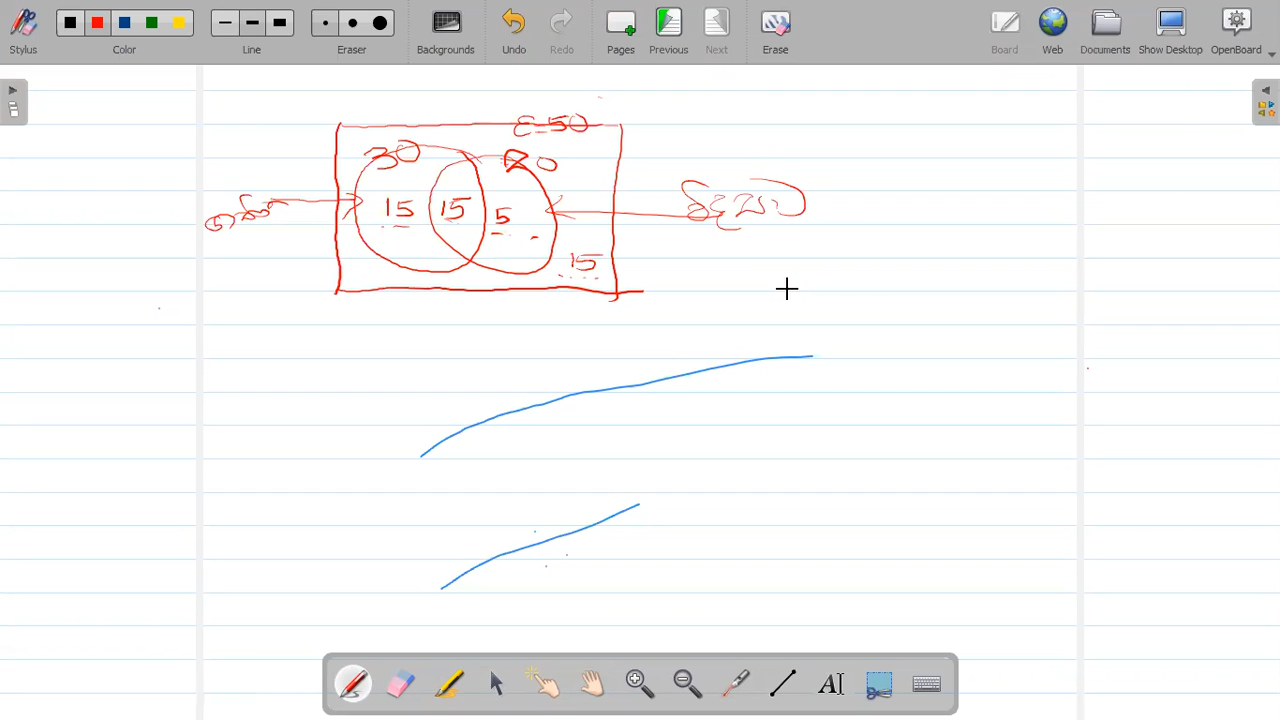 Stylus Color Line Eraser Backgrounds Undo Redo Pages Previous Next Erase Board Web Documents Show Desktop OpenBoard
ε=50
30 20
15 15 5
15